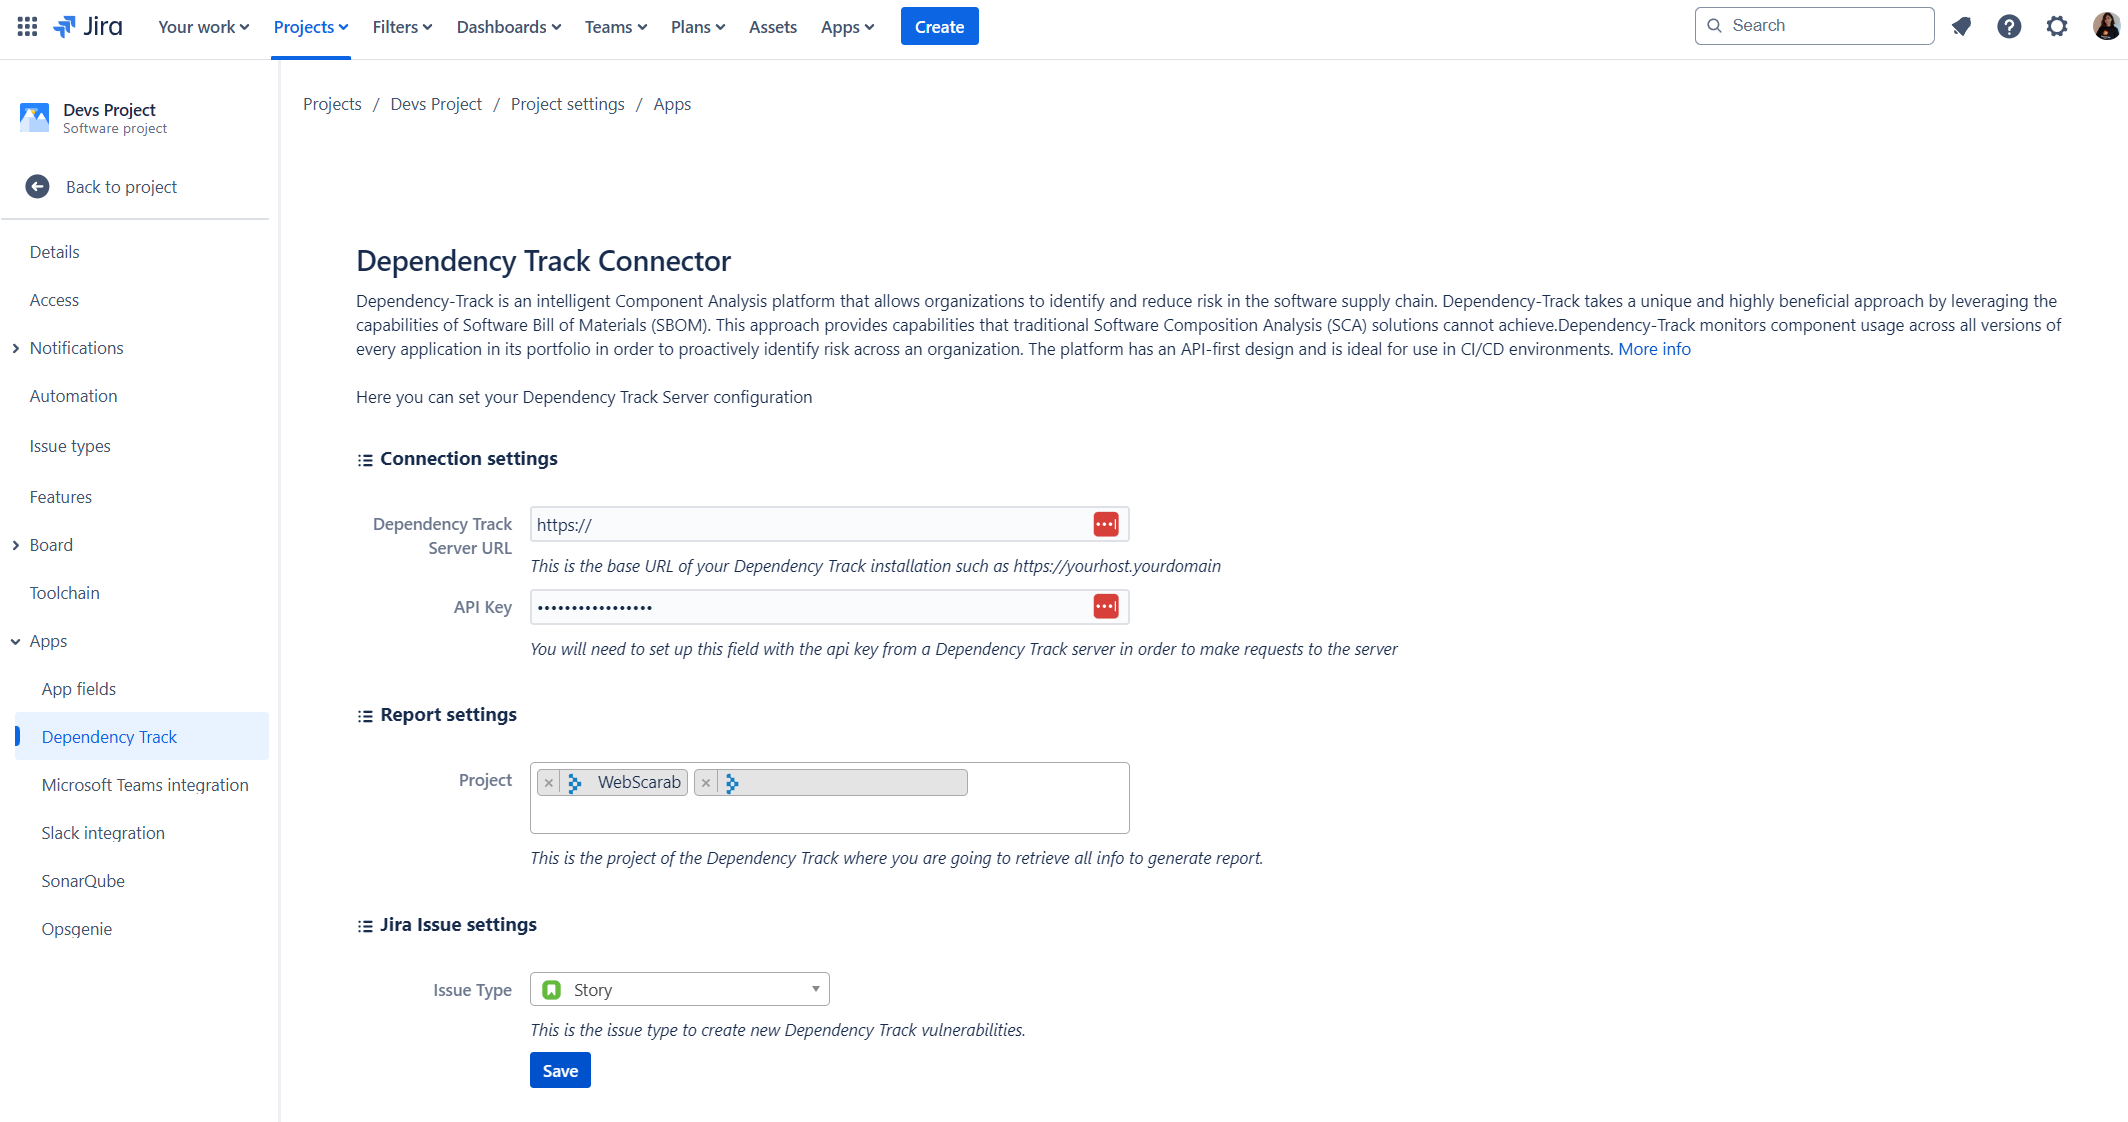 Jira
Your work
Projects
Filters
Dashboards
Teams
Plans
Assets
Apps
Create
Search
Devs Project
Software project
Back to project
Details
Access
Notifications
Automation
Issue types
Features
Board
Toolchain
Apps
App fields
Dependency Track
Microsoft Teams integration
Slack integration
SonarQube
Opsgenie
Projects / Devs Project / Project settings / Apps
Dependency Track Connector
Dependency-Track is an intelligent Component Analysis platform that allows organizations to identify and reduce risk in the software supply chain. Dependency-Track takes a unique and highly beneficial approach by leveraging the
capabilities of Software Bill of Materials (SBOM). This approach provides capabilities that traditional Software Composition Analysis (SCA) solutions cannot achieve.Dependency-Track monitors component usage across all versions of
every application in its portfolio in order to proactively identify risk across an organization. The platform has an API-first design and is ideal for use in CI/CD environments. More info
Here you can set your Dependency Track Server configuration
Connection settings
Dependency Track
Server URL
https://
This is the base URL of your Dependency Track installation such as https://yourhost.yourdomain
API Key
•••••••••••••••••
You will need to set up this field with the api key from a Dependency Track server in order to make requests to the server
Report settings
Project
× WebScarab ×
This is the project of the Dependency Track where you are going to retrieve all info to generate report.
Jira Issue settings
Issue Type
Story
This is the issue type to create new Dependency Track vulnerabilities.
Save